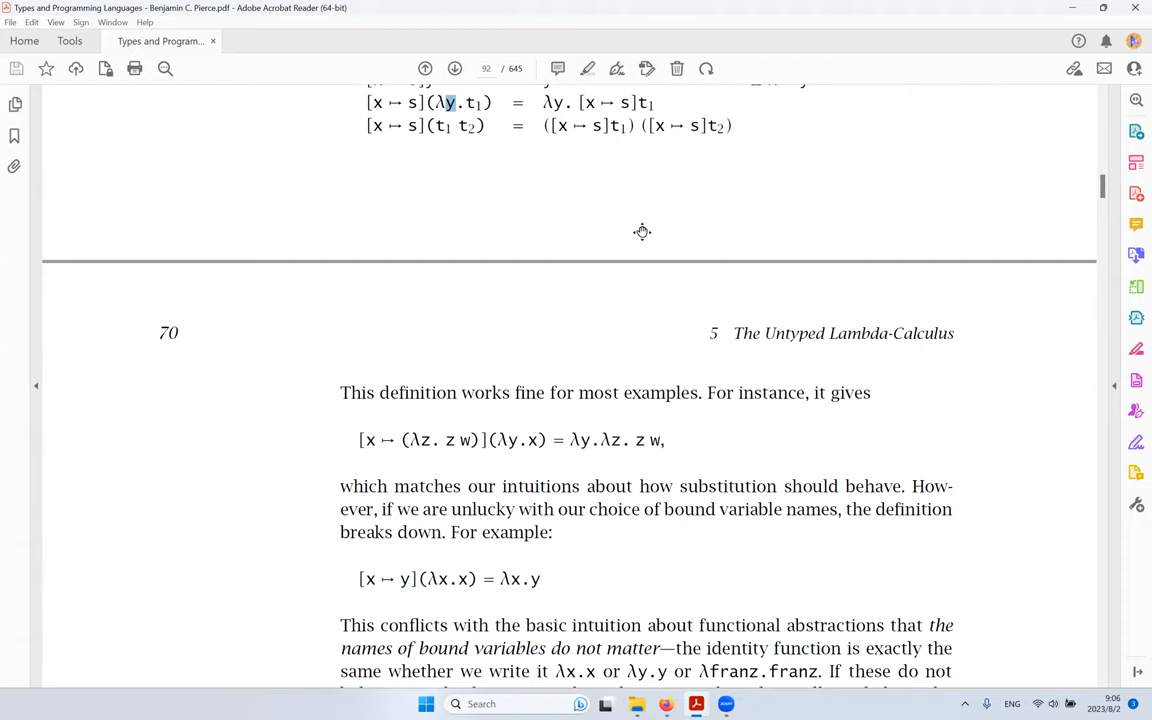 Types and Programming Languages - Benjamin C. Pierce.pdf - Adobe Acrobat Reader (64-bit)
File Edit View Sign Window Help
Home Tools Types and Program... ×
92 / 645
[x ↦ s](λy.t₁) = λy. [x ↦ s]t₁
[x ↦ s](t₁ t₂) = ([x ↦ s]t₁) ([x ↦ s]t₂)
70 5 The Untyped Lambda-Calculus
This definition works fine for most examples. For instance, it gives
[x ↦ (λz. z w)](λy.x) = λy.λz. z w,
which matches our intuitions about how substitution should behave. How-
ever, if we are unlucky with our choice of bound variable names, the definition
breaks down. For example:
[x ↦ y](λx.x) = λx.y
This conflicts with the basic intuition about functional abstractions that the
names of bound variables do not matter—the identity function is exactly the
same whether we write it λx.x or λy.y or λfranz.franz. If these do not
Search
ENG
9:06
2023/8/2
3
zoom